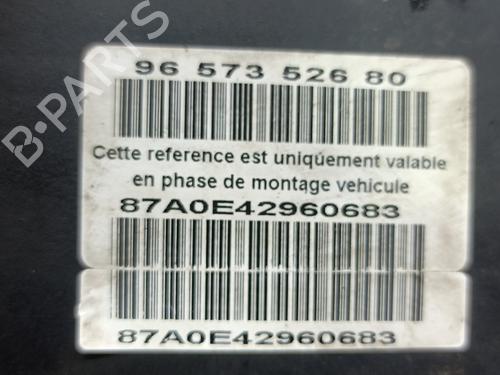 B-PARTS
96 573 526 80
Cette reference est uniquement valable
en phase de montage vehicule
87A0E42960683
87A0E42960683